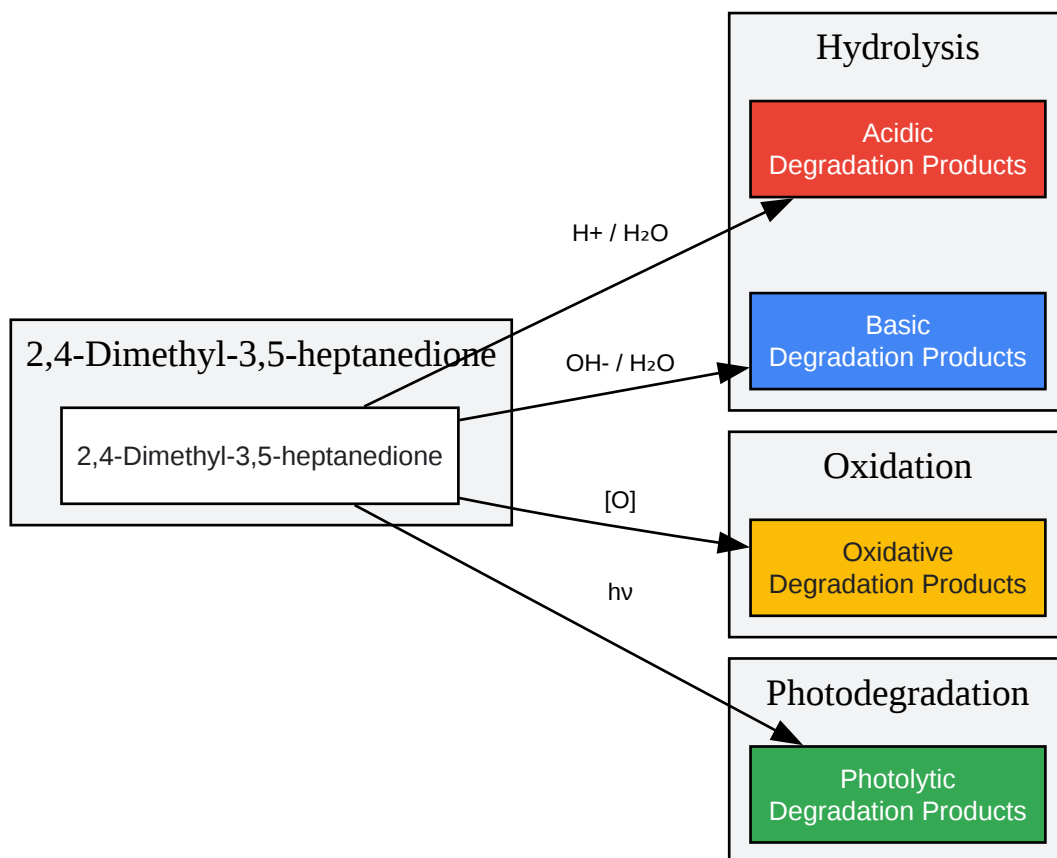 Hydrolysis
Acidic
Degradation Products
H+ / H₂O
Basic
Degradation Products
2,4-Dimethyl-3,5-heptanedione
OH- / H₂O
2,4-Dimethyl-3,5-heptanedione
Oxidation
[O]
Oxidative
Degradation Products
hν
Photodegradation
Photolytic
Degradation Products